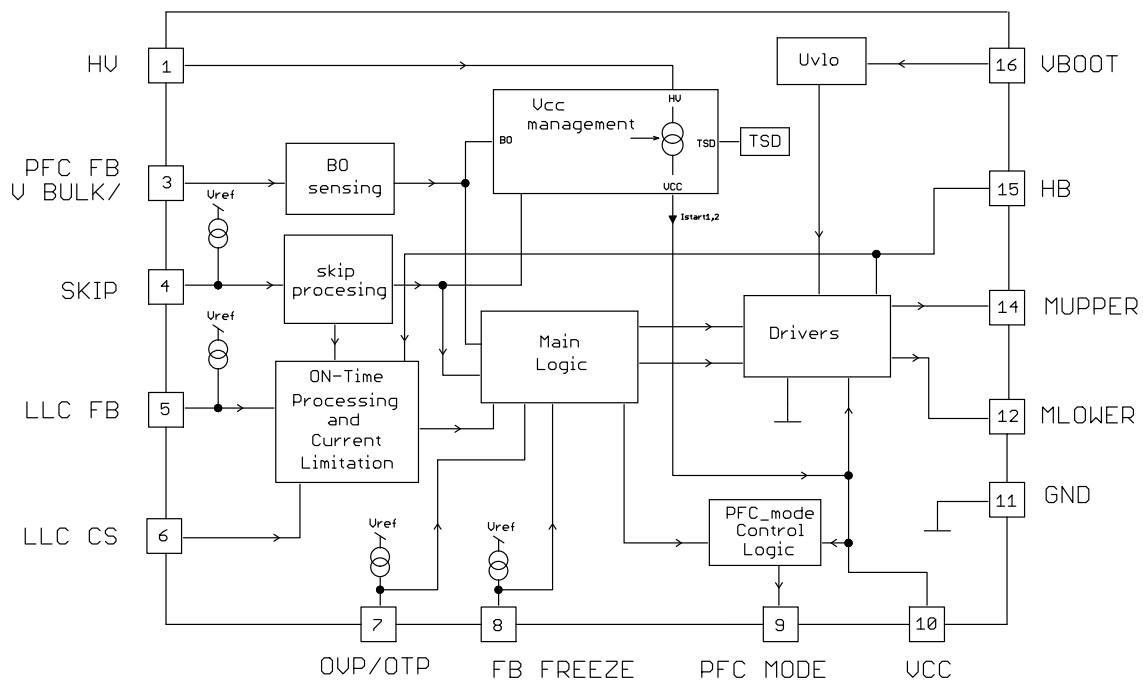 HV
1
Uvlo
16
VBOOT
Vcc
management
HV
BO
TSD
TSD
VCC
Istart1,2
PFC FB
V BULK/
3
BO
sensing
15
HB
Vref
SKIP
4
skip
procesing
14
MUPPER
Vref
Main
Logic
Drivers
LLC FB
5
ON-Time
Processing
and
Current
Limitation
12
MLOWER
11
GND
LLC CS
6
Vref
Vref
PFC_mode
Control
Logic
7
8
9
10
OVP/OTP
FB FREEZE
PFC MODE
VCC